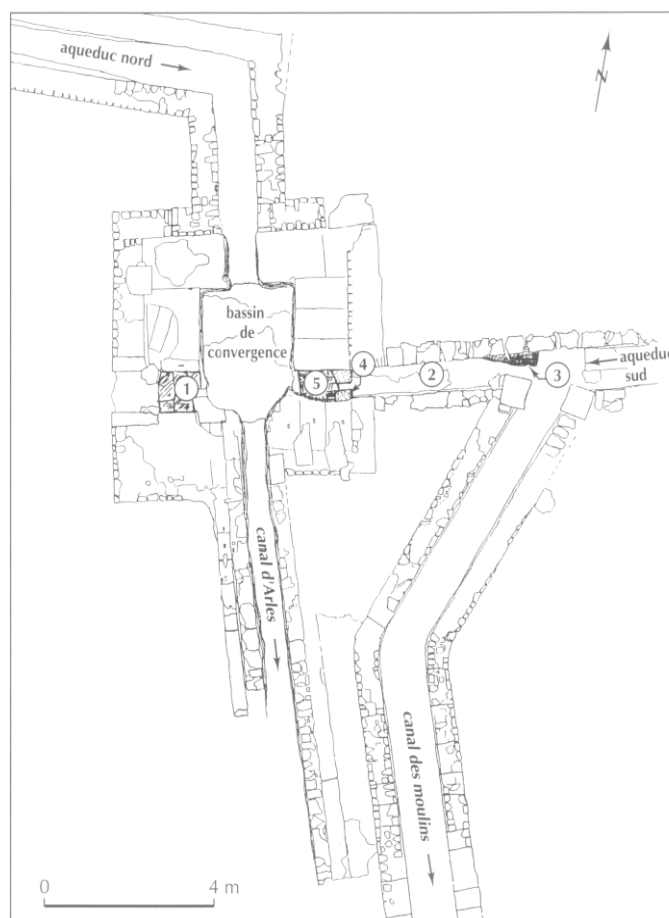 aqueduc nord
N
bassin
de
convergence
4
1
5
2
3
aqueduc
sud
canal d'Arles
canal des moulins
0 4 m